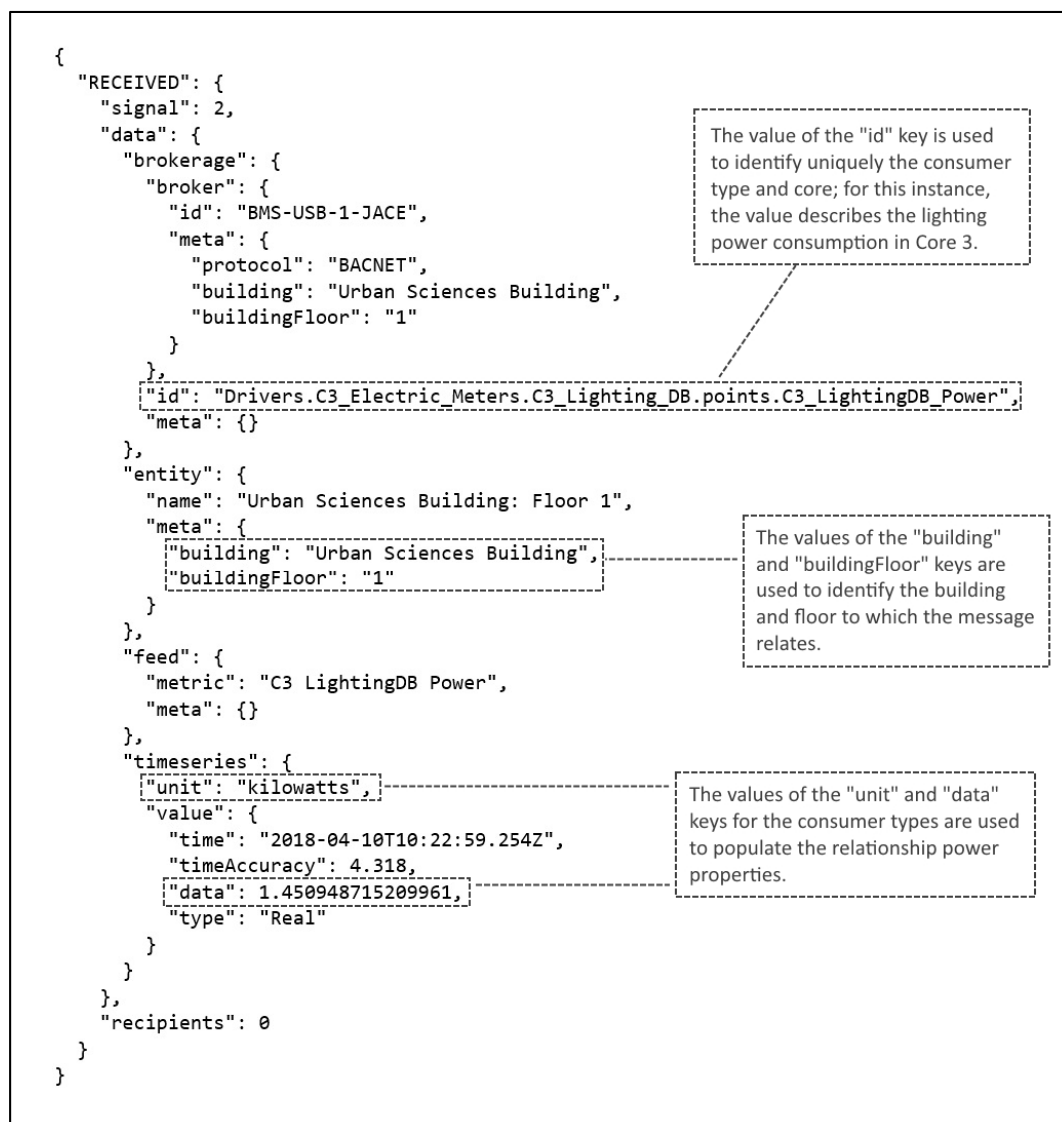 {
"RECEIVED": {
"signal": 2,
"data": {
"brokerage": {
"broker": {
"id": "BMS-USB-1-JACE",
"meta": {
"protocol": "BACNET",
"building": "Urban Sciences Building",
"buildingFloor": "1"
}
},
"id": "Drivers.C3_Electric_Meters.C3_Lighting_DB.points.C3_LightingDB_Power",
"meta": {}
},
"entity": {
"name": "Urban Sciences Building: Floor 1",
"meta": {
"building": "Urban Sciences Building",
"buildingFloor": "1"
}
},
"feed": {
"metric": "C3 LightingDB Power",
"meta": {}
},
"timeseries": {
"unit": "kilowatts",
"value": {
"time": "2018-04-10T10:22:59.254Z",
"timeAccuracy": 4.318,
"data": 1.450948715209961,
"type": "Real"
}
}
},
"recipients": 0
}
}
The value of the "id" key is used
to identify uniquely the consumer
type and core; for this instance,
the value describes the lighting
power consumption in Core 3.
The values of the "building"
and "buildingFloor" keys are
used to identify the building
and floor to which the message
relates.
The values of the "unit" and "data"
keys for the consumer types are used
to populate the relationship power
properties.